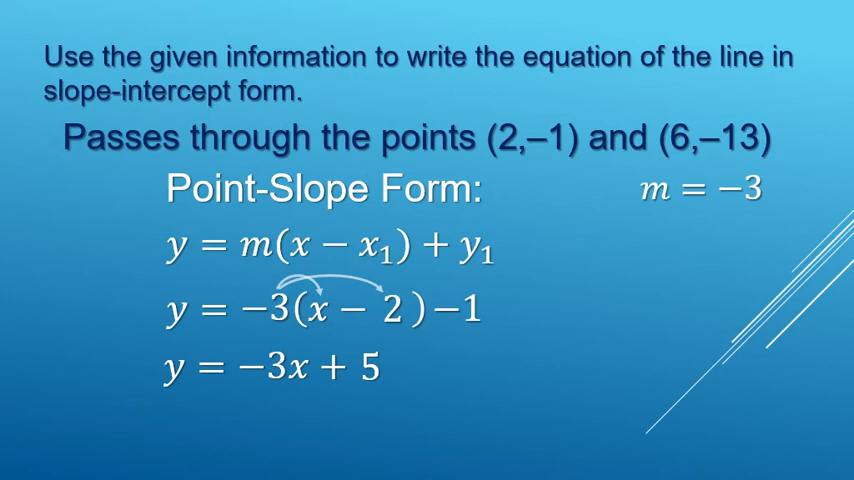 Use the given information to write the equation of the line in
slope-intercept form.
Passes through the points (2,–1) and (6,–13)
Point-Slope Form:
m = −3
y = m(x − x₁) + y₁
y = −3(x − 2) −1
y = −3x + 5